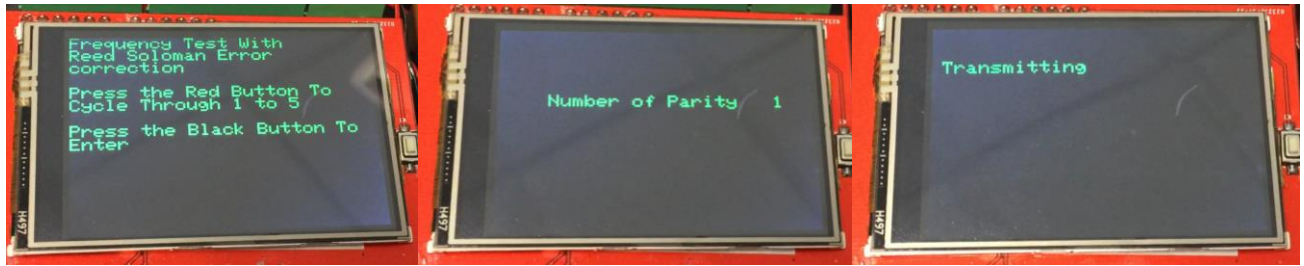 Frequency Test With
Reed Soloman Error
correction
Press the Red Button To
Cycle Through 1 to 5
Press the Black Button To
Enter
H497
Number of Parity 1
H497
Transmitting
H497